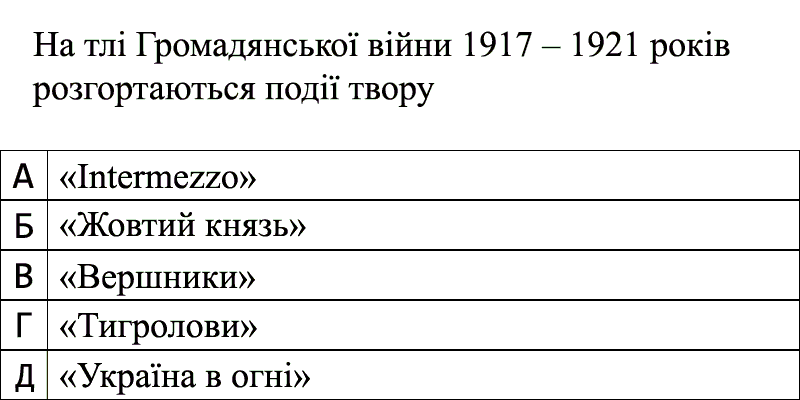 На тлі Громадянської війни 1917 – 1921 років
розгортаються події твору
А «Intermezzo»
Б «Жовтий князь»
В «Вершники»
Г «Тигролови»
Д «Україна в огні»